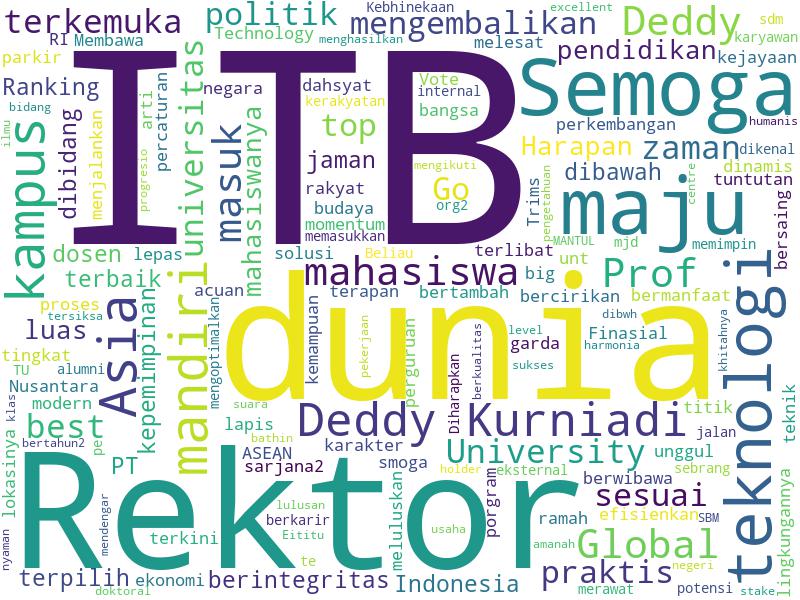 terkemuka
politik
mengembalikan
Kebhinekaan
excellent
Deddy
sdm
karyawan
RI
Membawa
Technology
menghasilkan
melesat
pendidikan
kejayaan
parkir
ITB
Semoga
Ranking
bidang
negara
dahsyat
kerakyatan
Vote
internal
bangsa
humanis
ilmu
kampus
dibidang
menjalankan
arti
progresio
percaturan
universitas
masuk
mahasiswanya
top
jaman
mengikuti
perkembangan
Harapan
zaman
dikenal
rakyat
Go
org2
budaya
momentum
memasukkan
Trims
pengetahuan
dibawah
maju
centre
dinamis
tuntutan
bersaing
dosen
lepas
solusi
Beliau
terlibat
MANTUL
mjd
memimpin
terbaik
mahasiswa
big
unt
Prof
teknologi
proses
tersiksa
Asia
kepemimpinan
mandiri
acuan
mengoptimalkan
dunia
terapan
bertambah
bercirikan
bermanfaat
luas
kemampuan
pekerjaan
perguruan
level
sukses
garda
dibwh
Finasial
harmonia
khitahnya
tingkat
TU
alumni
Nusantara
modern
klas
Diharapkan
berkualitas
best
per
suara
lapis
Deddy Kurniadi
titik
jalan
teknik
lokasinya
bertahun2
bathin
karakter
PT
ASEAN
sarjana2
smoga
University
unggul
sebrang
holder
eksternal
berwibawa
Rektor
mendengar
lulusan
berkarir
Eititu
meluluskan
usaha
porgram
sesuai
efisienkan
SBM
lingkungannya
nyaman
terkini
te
ramah
amanah
Global
terpilih
ekonomi
doktoral
berintegritas
Indonesia
praktis
merawat
negeri
potensi
stake